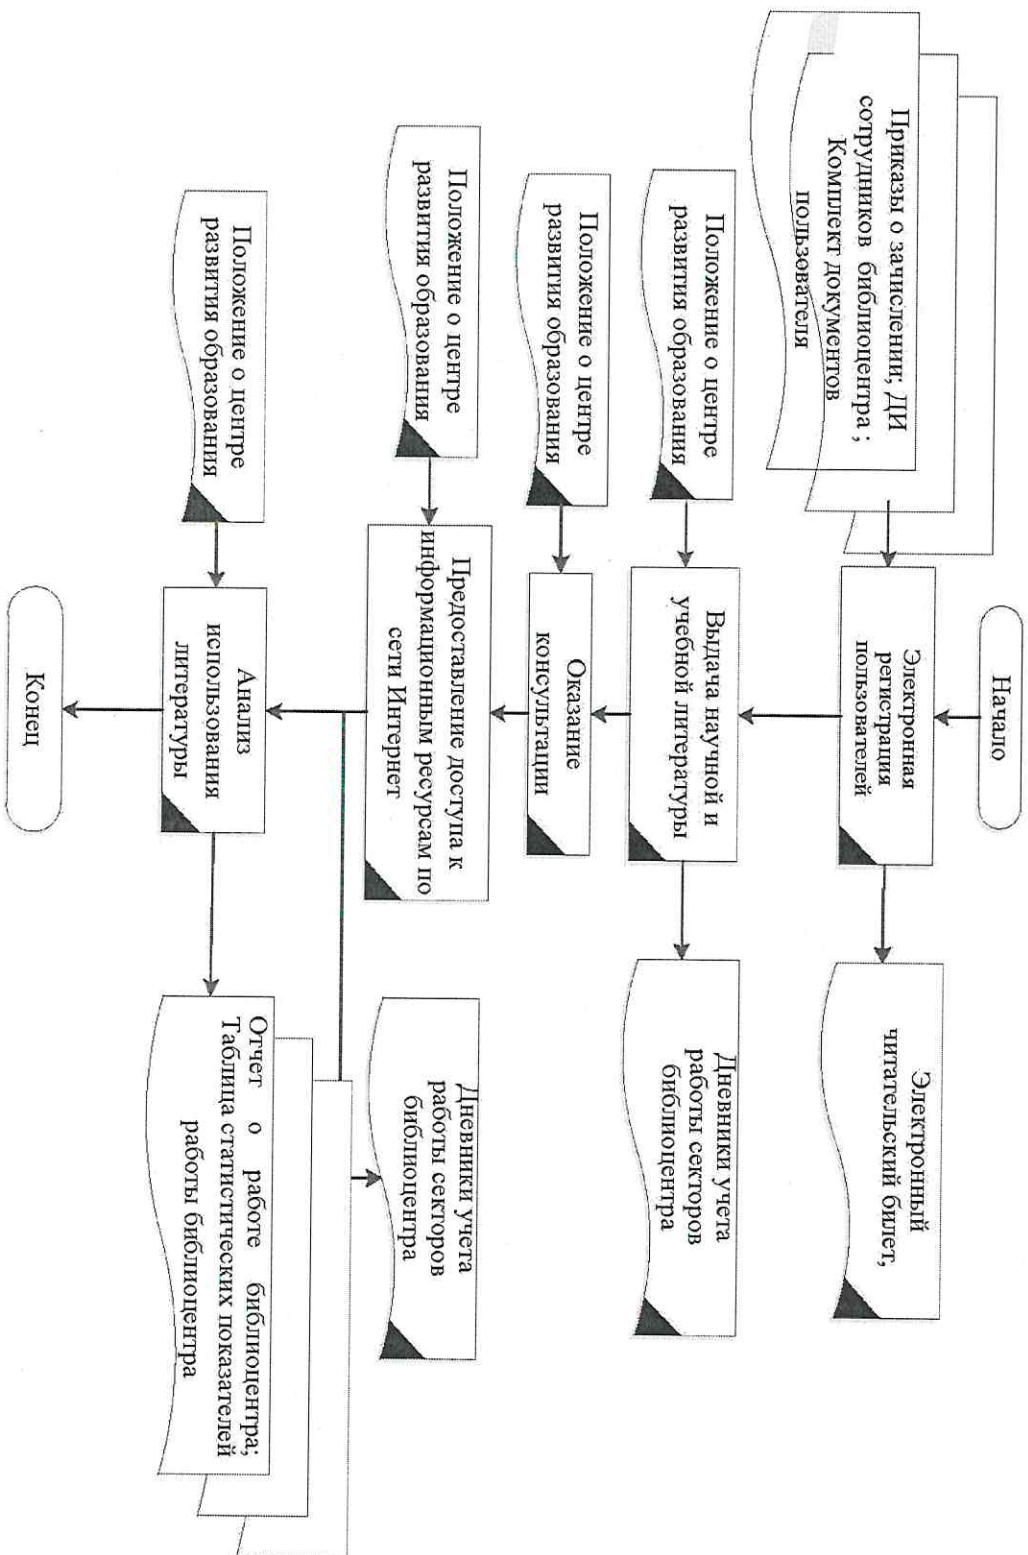 Начало
Приказы о зачислении; ДИ
сотрудников библиоцентра ;
Комплект документов
пользователя
Электронная
регистрация
пользователей
Электронный
читательский билет,
Положение о центре
развития образования
Выдача научной и
учебной литературы
Дневники учета
работы секторов
библиоцентра
Положение о центре
развития образования
Оказание
консультации
Положение о центре
развития образования
Предоставление доступа к
информационным ресурсам по
сети Интернет
Дневники учета
работы секторов
библиоцентра
Положение о центре
развития образования
Анализ
использования
литературы
Отчет о работе библиоцентра;
Таблица статистических показателей
работы библиоцентра
Конец